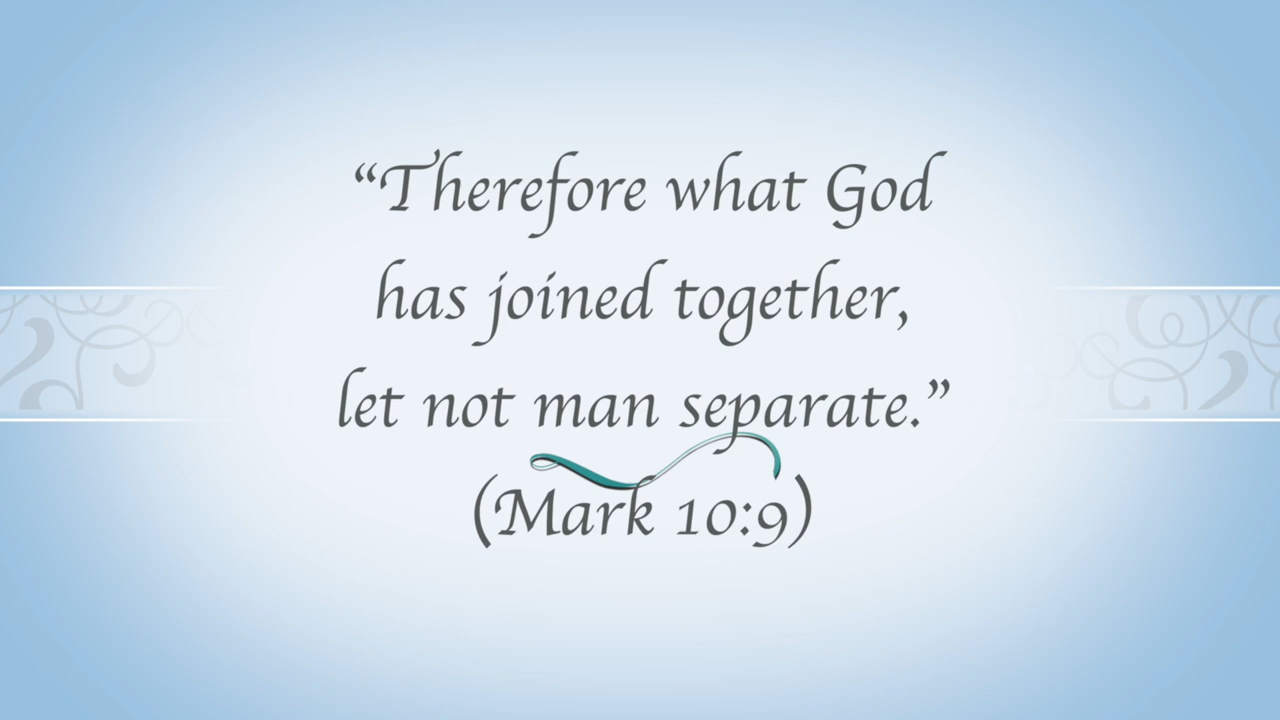 “Therefore what God
has joined together,
let not man separate.”
(Mark 10:9)